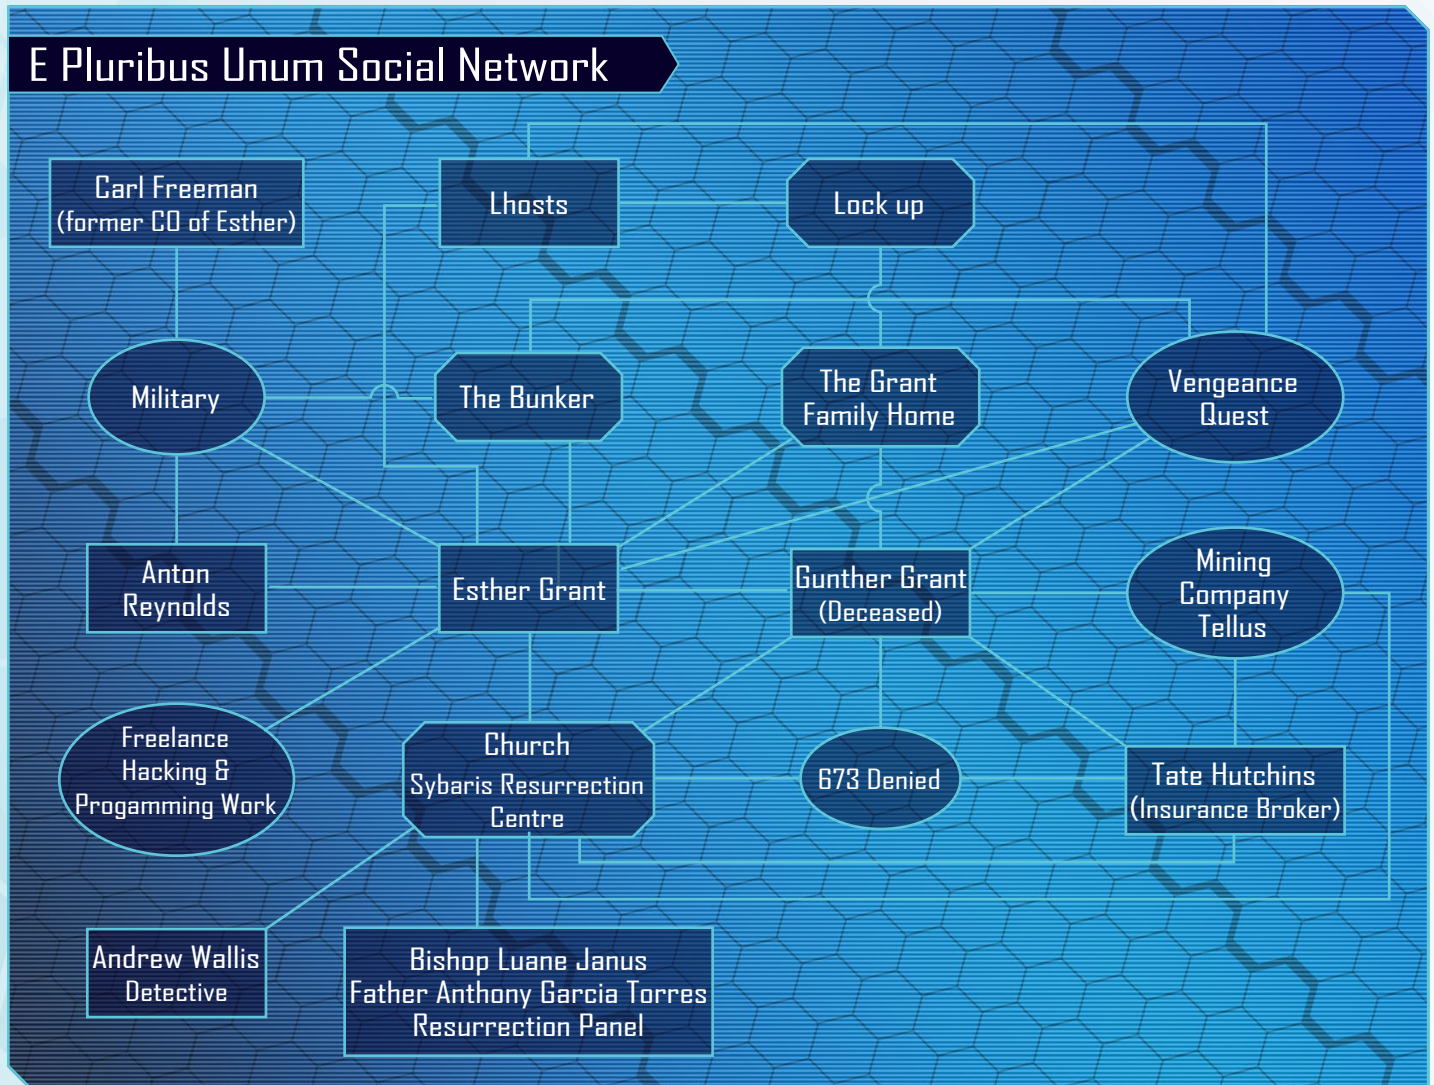 E Pluribus Unum Social Network
Carl Freeman
(former CO of Esther)
Lhosts
Lock up
Military
The Bunker
The Grant
Family Home
Vengeance
Quest
Anton
Reynolds
Esther Grant
Gunther Grant
(Deceased)
Mining
Company
Tellus
Freelance
Hacking &
Progamming Work
Church
Sybaris Resurrection
Centre
673 Denied
Tate Hutchins
(Insurance Broker)
Andrew Wallis
Detective
Bishop Luane Janus
Father Anthony Garcia Torres
Resurrection Panel